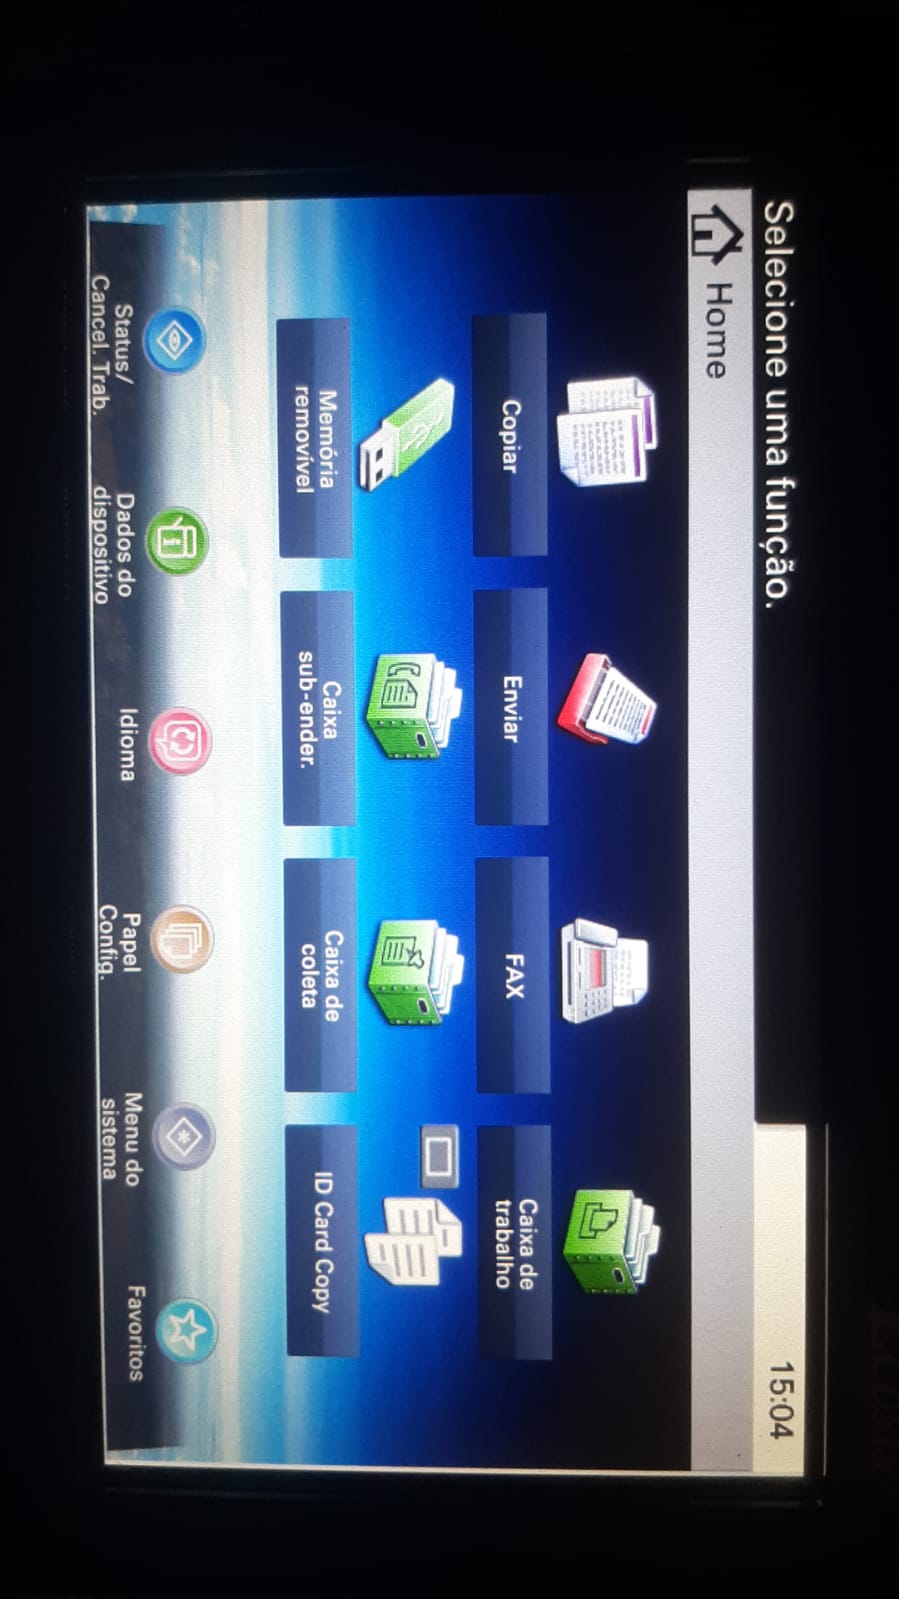 Ecosys
Selecione uma função.
15:04
Home
Copiar
Enviar
FAX
Caixa de
trabalho
Memória
removível
Caixa
sub-ender.
Caixa de
coleta
ID Card Copy
Status/
Cancel. Trab.
Dados do
dispositivo
Idioma
Papel
Config.
Menu do
sistema
Favoritos